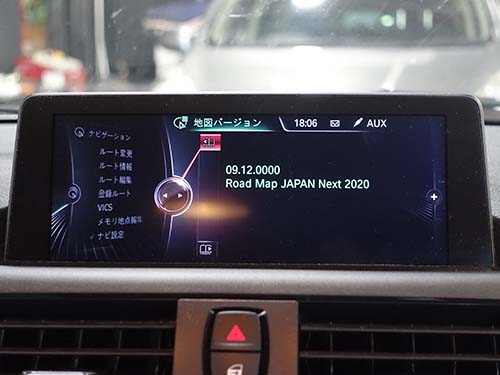 地図バージョン
18:06
AUX
ナビゲーション
ルート変更
ルート情報
ルート編集
登録ルート
VICS
メモリ地点編集
ナビ設定
09.12.0000
Road Map JAPAN Next 2020